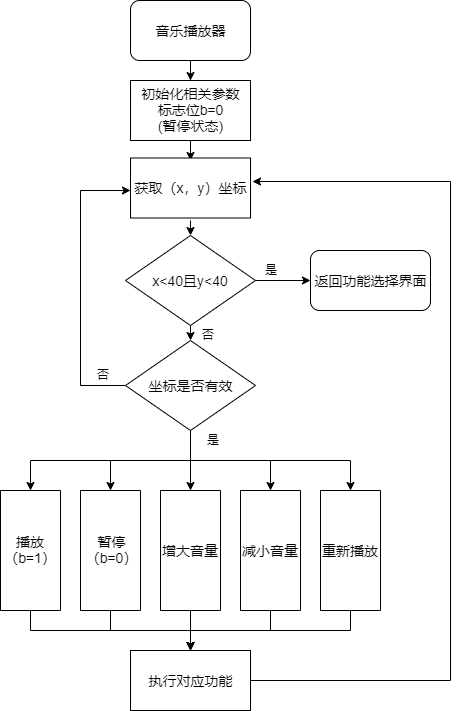 音乐播放器
初始化相关参数
标志位b=0
(暂停状态)
获取（x，y）坐标
x<40且y<40
是
返回功能选择界面
否
坐标是否有效
否
是
播放
（b=1）
暂停
（b=0）
增大音量
减小音量
重新播放
执行对应功能